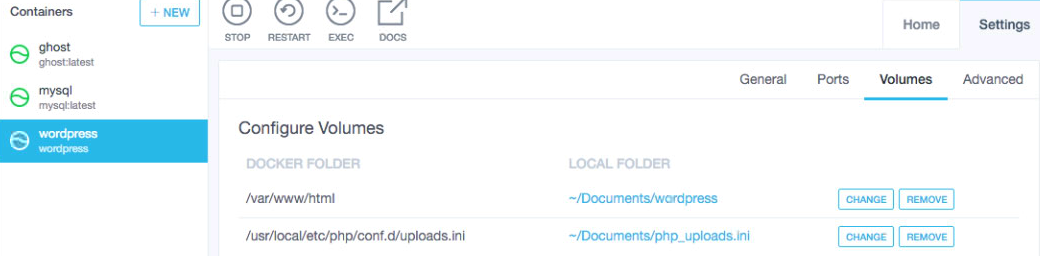 Containers
+ NEW
ghost
ghost:latest
mysql
mysql:latest
wordpress
wordpress
STOP RESTART EXEC DOCS
Home Settings
General Ports Volumes Advanced
Configure Volumes
DOCKER FOLDER LOCAL FOLDER
/var/www/html ~/Documents/wordpress CHANGE REMOVE
/usr/local/etc/php/conf.d/uploads.ini ~/Documents/php_uploads.ini CHANGE REMOVE